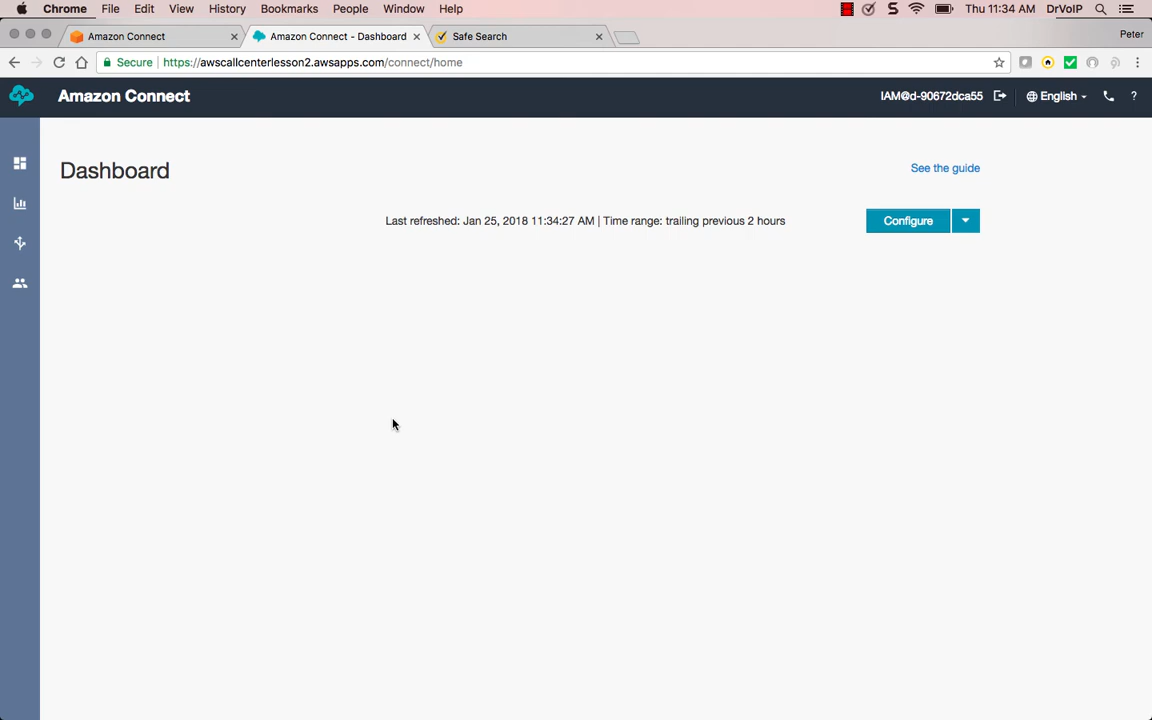 Chrome File Edit View History Bookmarks People Window Help S Thu 11:34 AM DrVoIP
Amazon Connect × Amazon Connect - Dashboard × Safe Search × Peter
Secure https://awscallcenterlesson2.awsapps.com/connect/home
Amazon Connect IAM@d-90672dca55 English ?
Dashboard See the guide
Last refreshed: Jan 25, 2018 11:34:27 AM | Time range: trailing previous 2 hours Configure